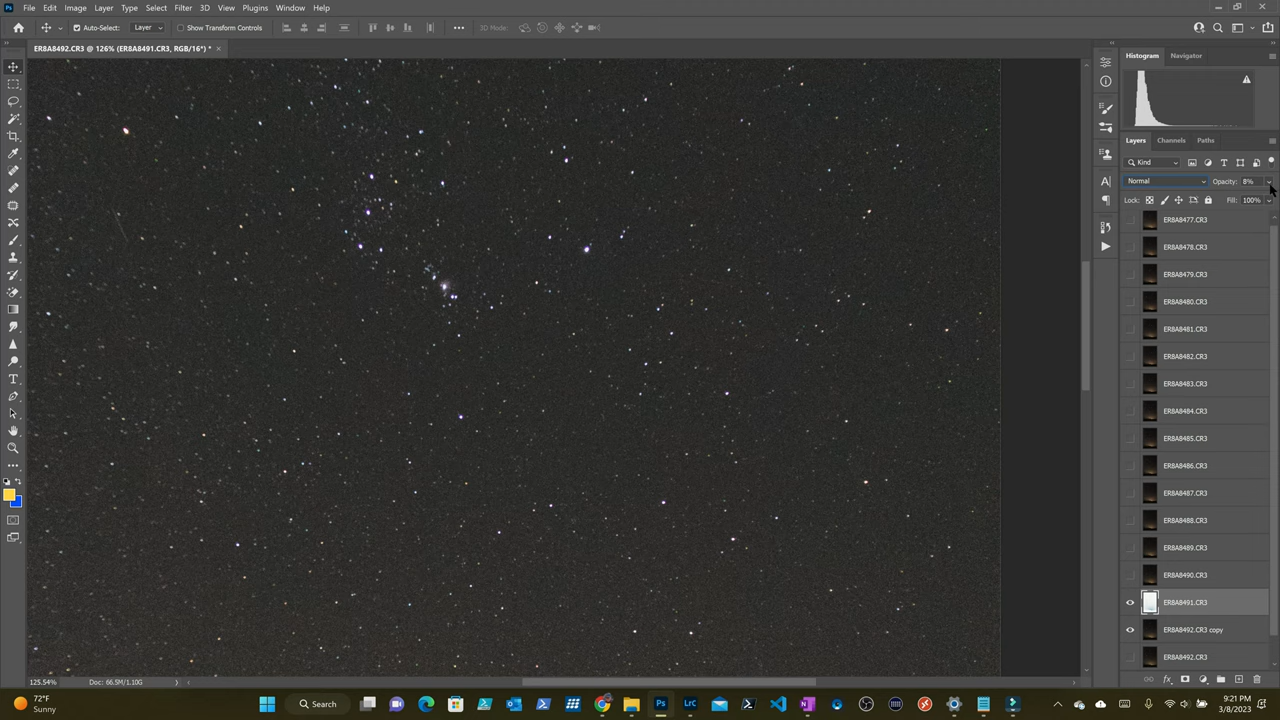 File Edit Image Layer Type Select Filter 3D View Plugins Window Help
Auto-Select: Layer Show Transform Controls 3D Mode:
ER8A8492.CR3 @ 126% (ER8A8491.CR3, RGB/16*) *
Histogram Navigator
Layers Channels Paths
Kind
Normal Opacity: 8%
Lock: Fill: 100%
ER8A8477.CR3
ER8A8478.CR3
ER8A8479.CR3
ER8A8480.CR3
ER8A8481.CR3
ER8A8482.CR3
ER8A8483.CR3
ER8A8484.CR3
ER8A8485.CR3
ER8A8486.CR3
ER8A8487.CR3
ER8A8488.CR3
ER8A8489.CR3
ER8A8490.CR3
ER8A8491.CR3
ER8A8492.CR3 copy
ER8A8492.CR3
125.54% Doc: 66.5M/1.10G
72°F
Sunny
Search
Ps
LrC
9:21 PM
3/8/2023